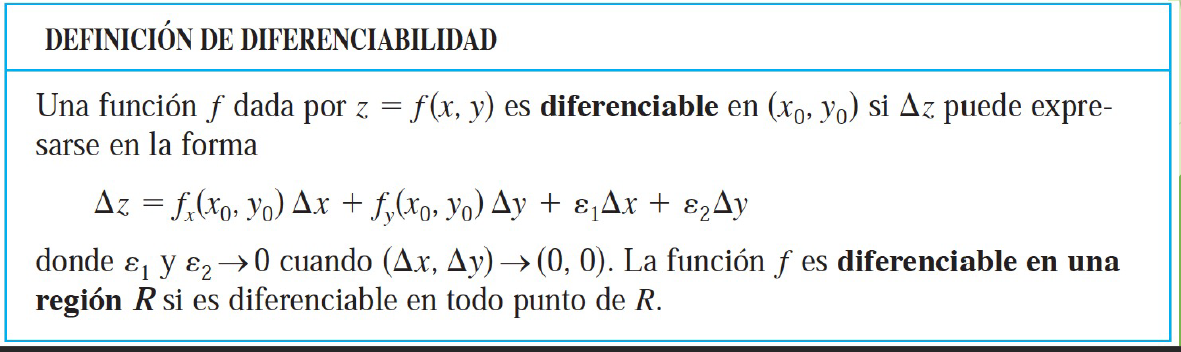 DEFINICIÓN DE DIFERENCIABILIDAD
Una función f dada por z = f(x, y) es diferenciable en (x₀, y₀) si Δz puede expre-
sarse en la forma
Δz = fₓ(x₀, y₀) Δx + f_y(x₀, y₀) Δy + ε₁Δx + ε₂Δy
donde ε₁ y ε₂ → 0 cuando (Δx, Δy) → (0, 0). La función f es diferenciable en una
región R si es diferenciable en todo punto de R.